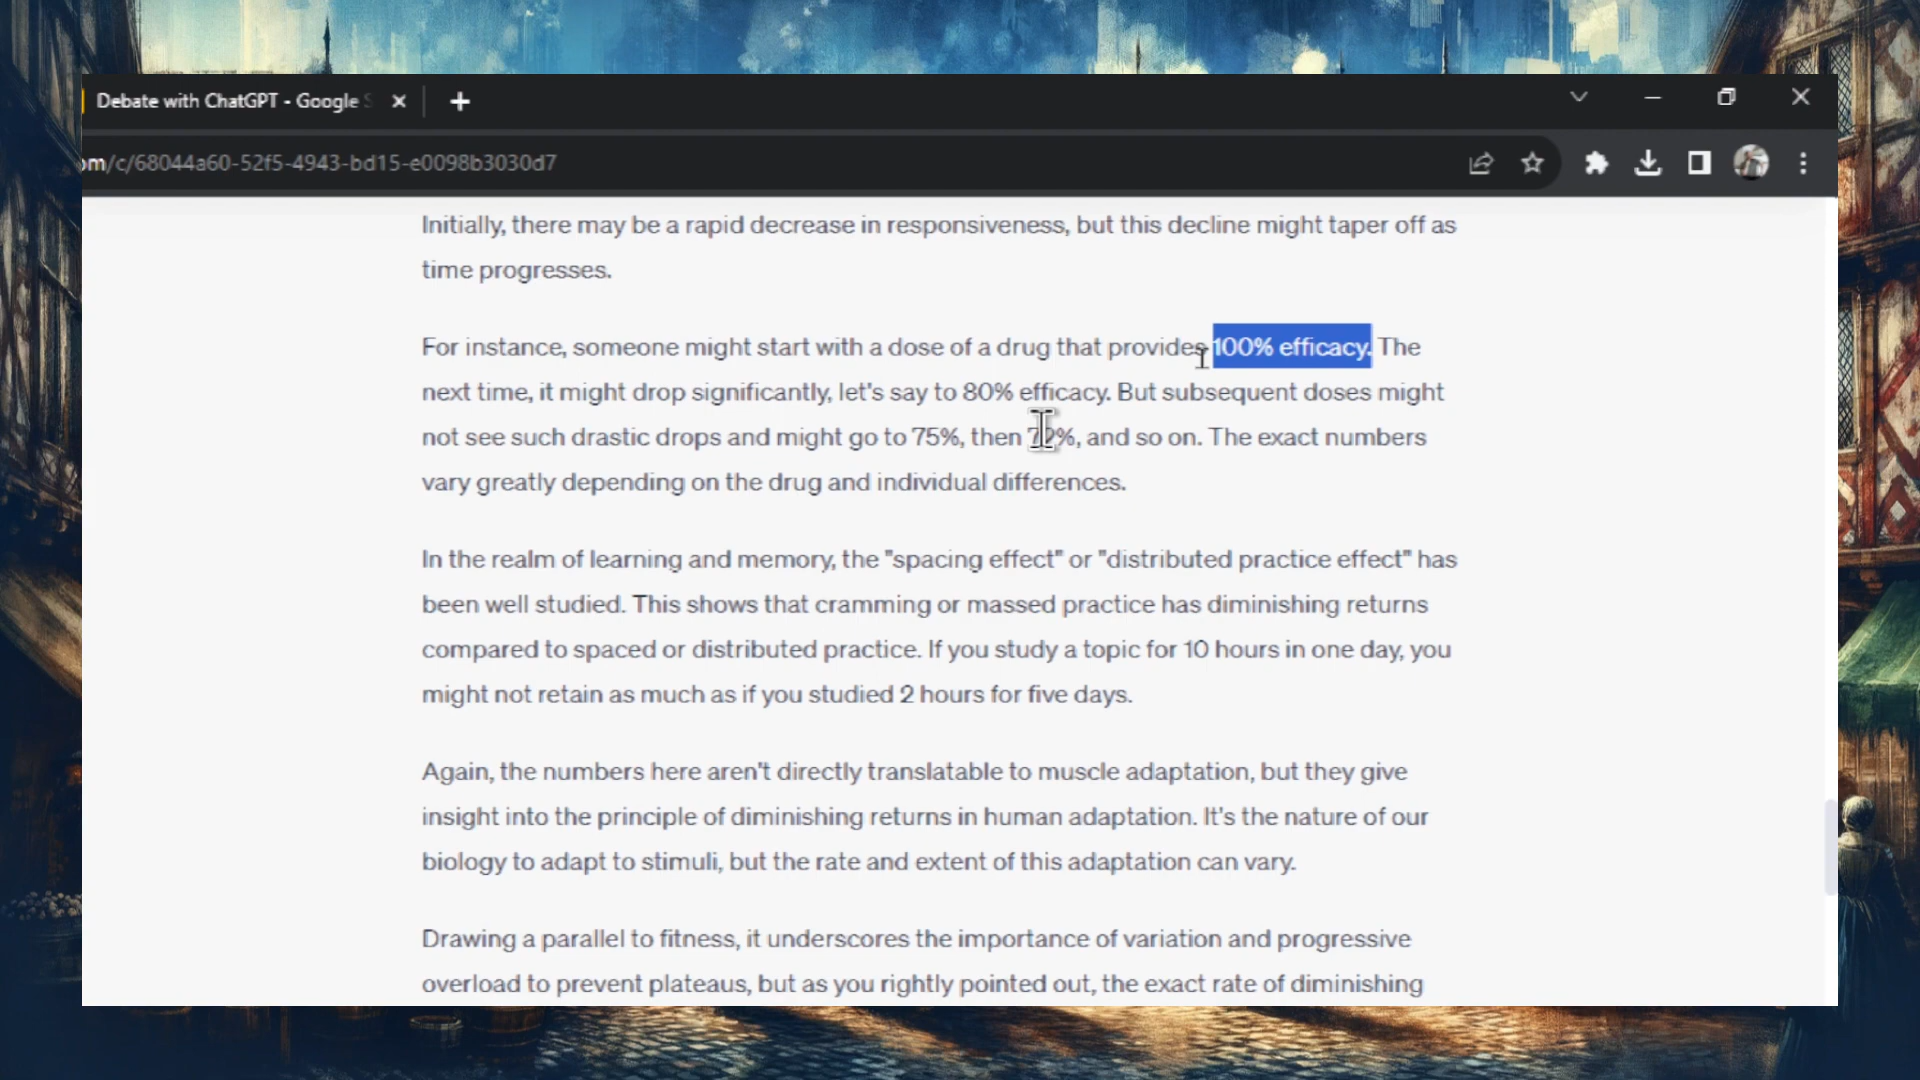 Debate with ChatGPT - Google
om/c/68044a60-52f5-4943-bd15-e0098b3030d7
Initially, there may be a rapid decrease in responsiveness, but this decline might taper off as
time progresses.
For instance, someone might start with a dose of a drug that provides 100% efficacy. The
next time, it might drop significantly, let's say to 80% efficacy. But subsequent doses might
not see such drastic drops and might go to 75%, then 72%, and so on. The exact numbers
vary greatly depending on the drug and individual differences.
In the realm of learning and memory, the "spacing effect" or "distributed practice effect" has
been well studied. This shows that cramming or massed practice has diminishing returns
compared to spaced or distributed practice. If you study a topic for 10 hours in one day, you
might not retain as much as if you studied 2 hours for five days.
Again, the numbers here aren't directly translatable to muscle adaptation, but they give
insight into the principle of diminishing returns in human adaptation. It's the nature of our
biology to adapt to stimuli, but the rate and extent of this adaptation can vary.
Drawing a parallel to fitness, it underscores the importance of variation and progressive
overload to prevent plateaus, but as you rightly pointed out, the exact rate of diminishing